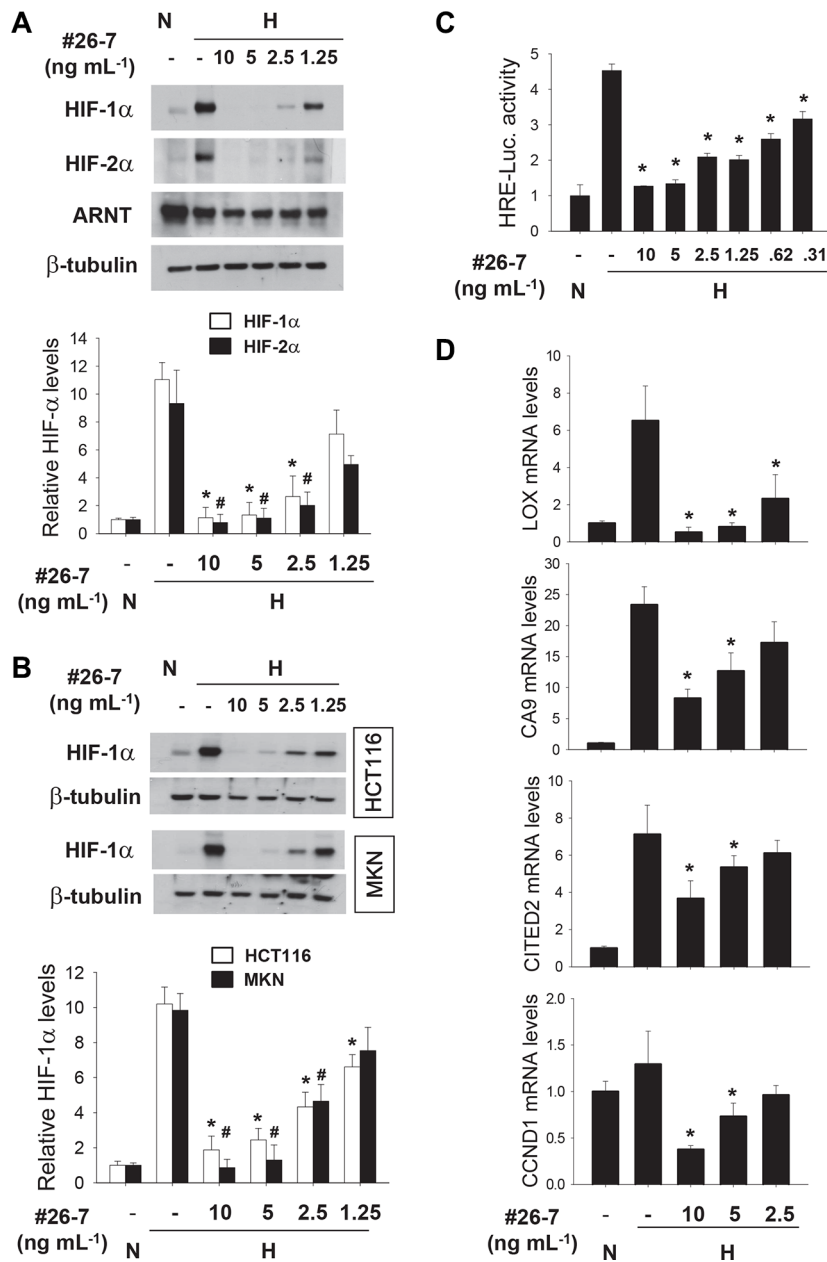 A
N H
#26-7
(ng mL-1)
- - 10 5 2.5 1.25
HIF-1α
HIF-2α
ARNT
β-tubulin
HIF-1α
HIF-2α
Relative HIF-α levels
14
12
10
8
6
4
2
0
* # * # * #
#26-7
(ng mL-1)
- - 10 5 2.5 1.25
N H
B
N H
#26-7
(ng mL-1)
- - 10 5 2.5 1.25
HIF-1α
β-tubulin
HCT116
HIF-1α
β-tubulin
MKN
HCT116
MKN
Relative HIF-1α levels
12
10
8
6
4
2
0
* # * # * # *
#26-7
(ng mL-1)
- - 10 5 2.5 1.25
N H
C
HRE-Luc. activity
5
4
3
2
1
0
* * * * * *
#26-7
(ng mL-1)
- - 10 5 2.5 1.25 .62 .31
N H
D
LOX mRNA levels
10
8
6
4
2
0
* * *
CA9 mRNA levels
30
25
20
15
10
5
0
* *
CITED2 mRNA levels
10
8
6
4
2
0
* *
CCND1 mRNA levels
2.0
1.5
1.0
0.5
0.0
* *
#26-7
(ng mL-1)
- - 10 5 2.5
N H